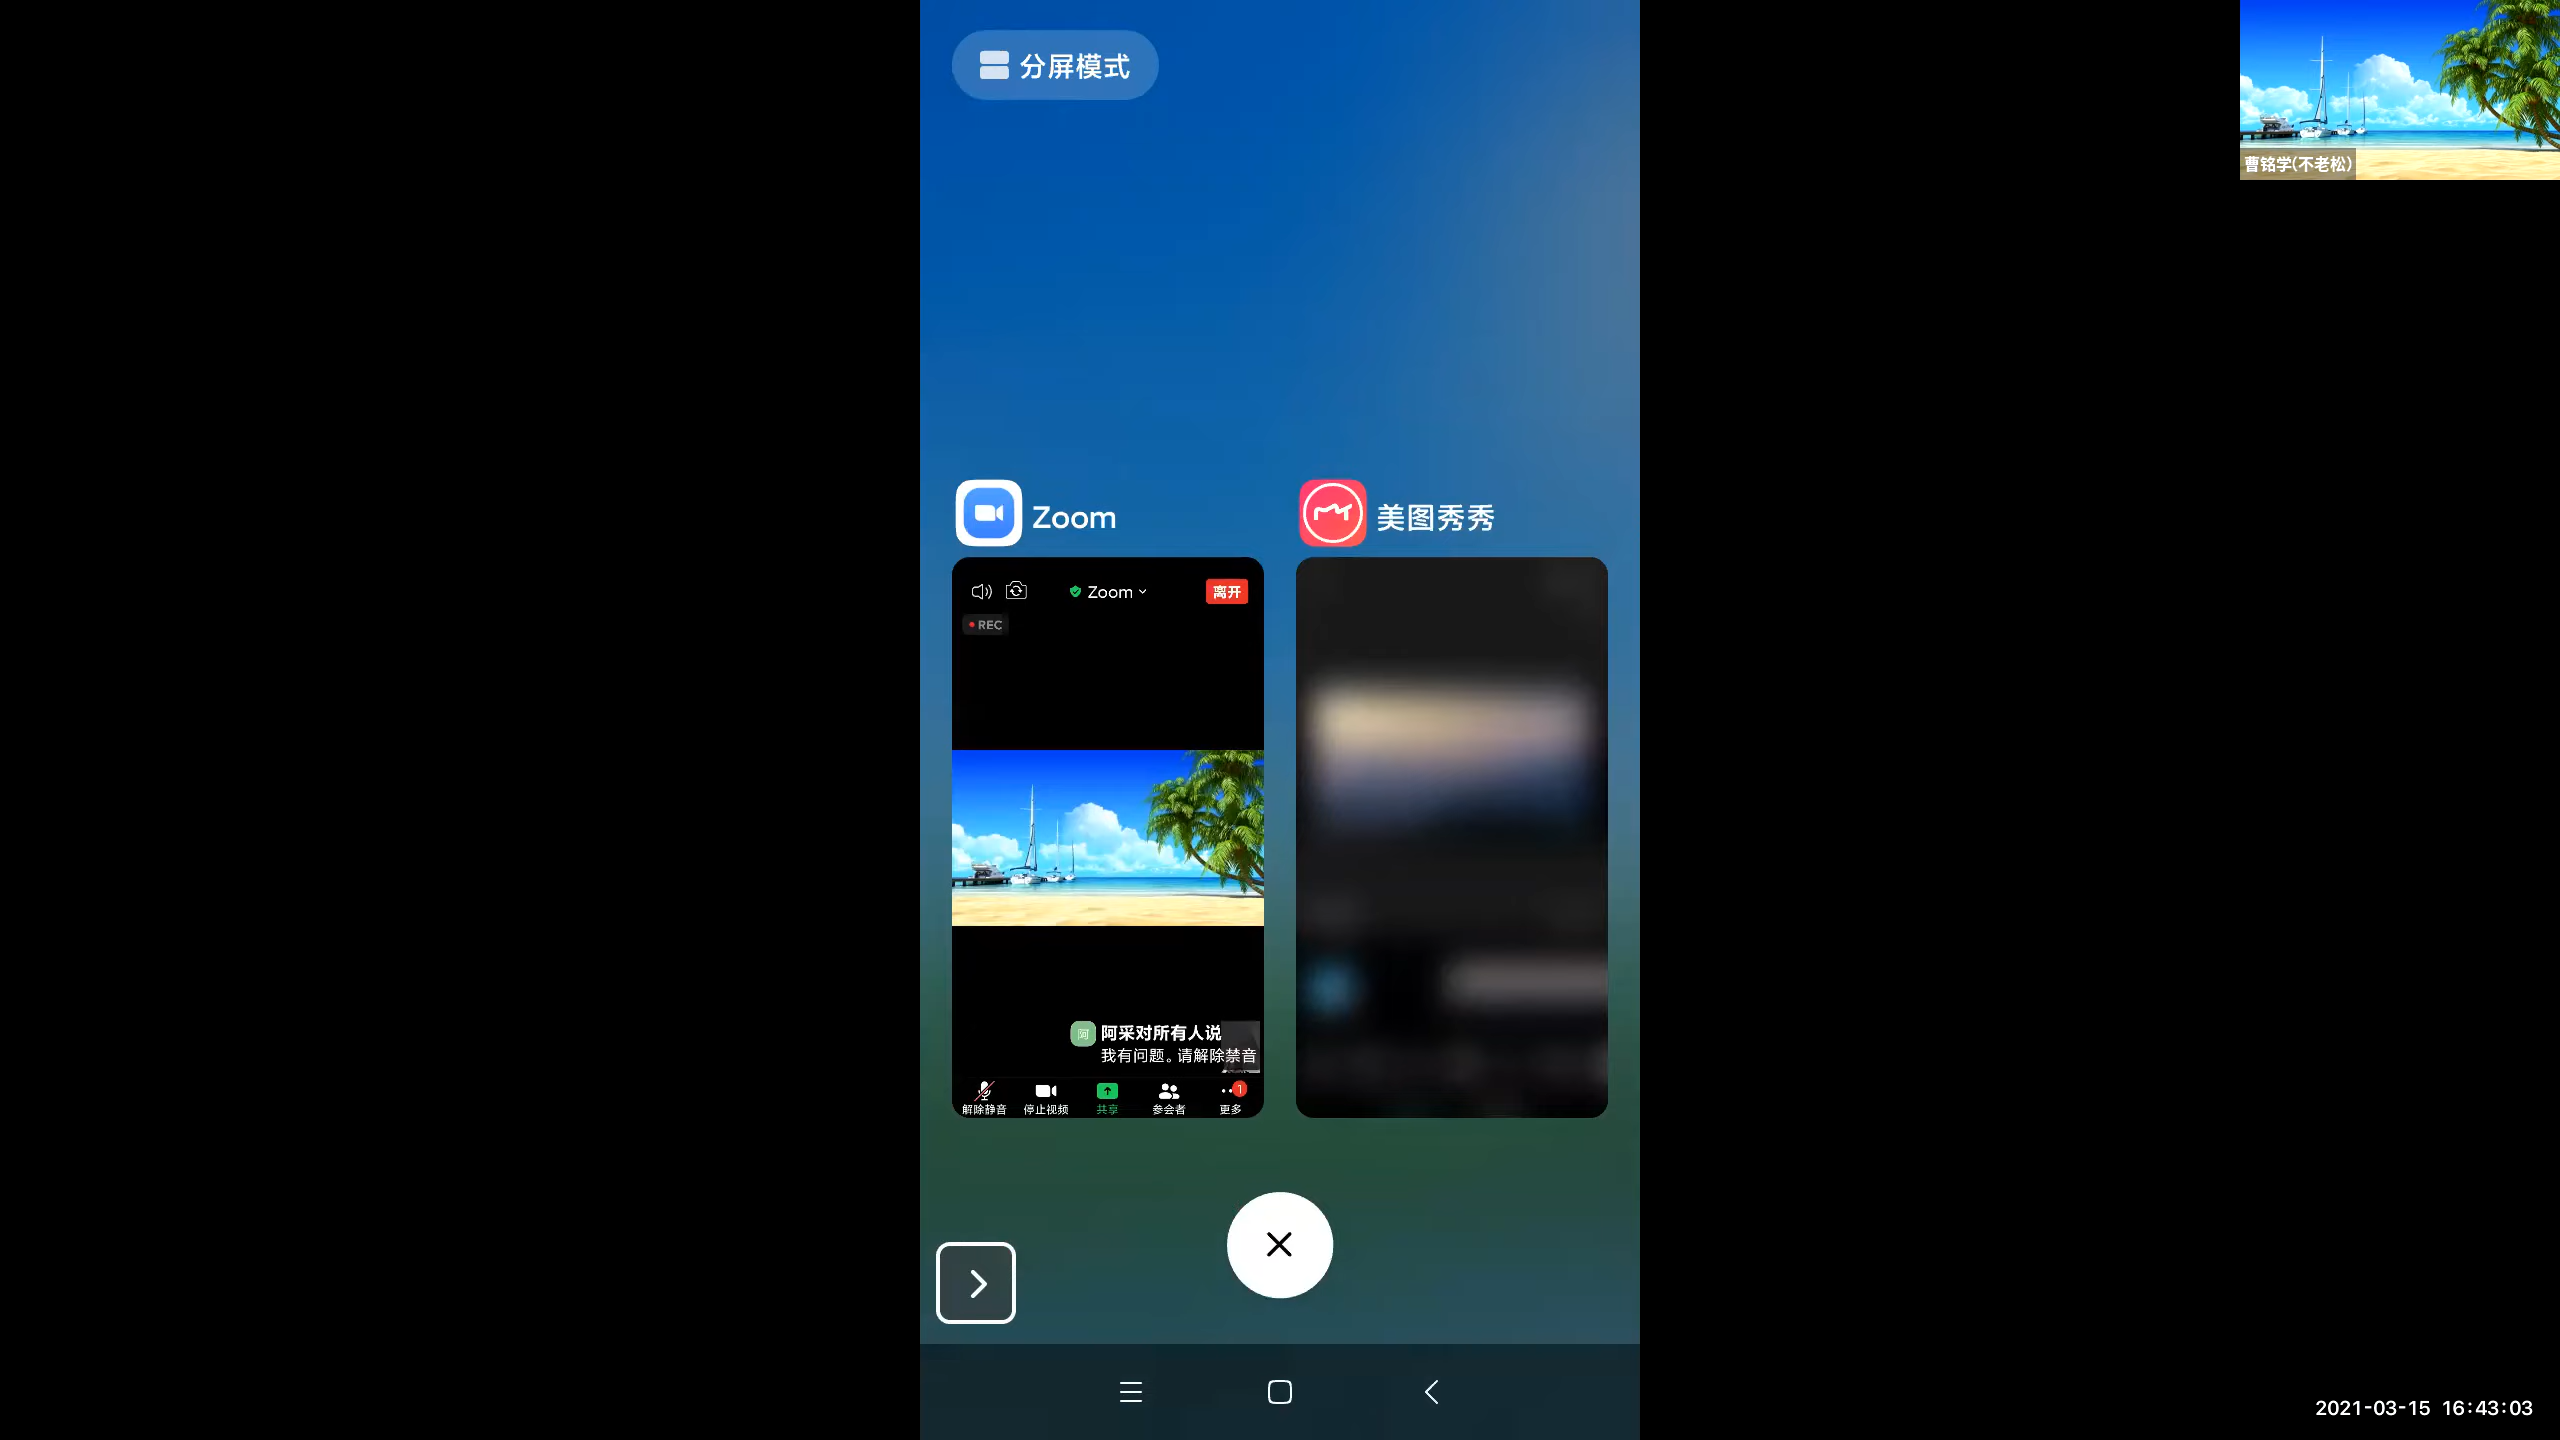 分屏模式
曹铭学(不老松)
Zoom
美图秀秀
Zoom
离开
REC
阿
阿采对所有人说
我有问题。请解除禁音
解除静音
停止视频
共享
参会者
更多
1
2021-03-15 16:43:03